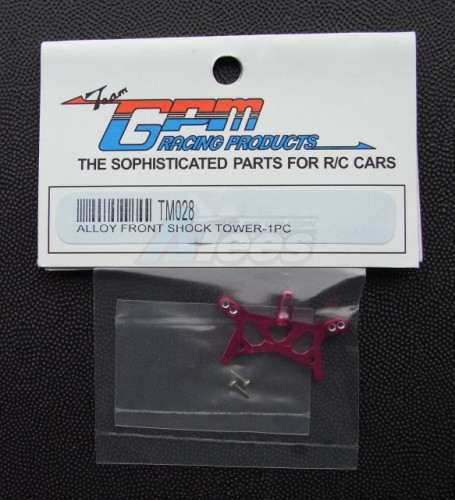 Team
GPM
RACING PRODUCTS
THE SOPHISTICATED PARTS FOR R/C CARS
TM028
ALLOY FRONT SHOCK TOWER-1PC